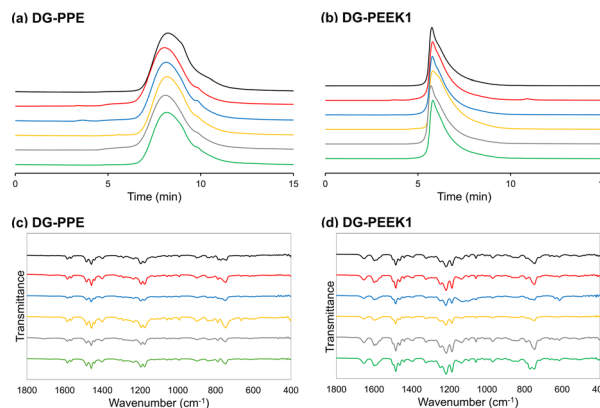 (a) DG-PPE
0 5 10 15
Time (min)
(b) DG-PEEK1
0 5 10 15
Time (min)
(c) DG-PPE
Transmittance
1800 1600 1400 1200 1000 800 600 400
Wavenumber (cm-1)
(d) DG-PEEK1
Transmittance
1800 1600 1400 1200 1000 800 600 400
Wavenumber (cm-1)